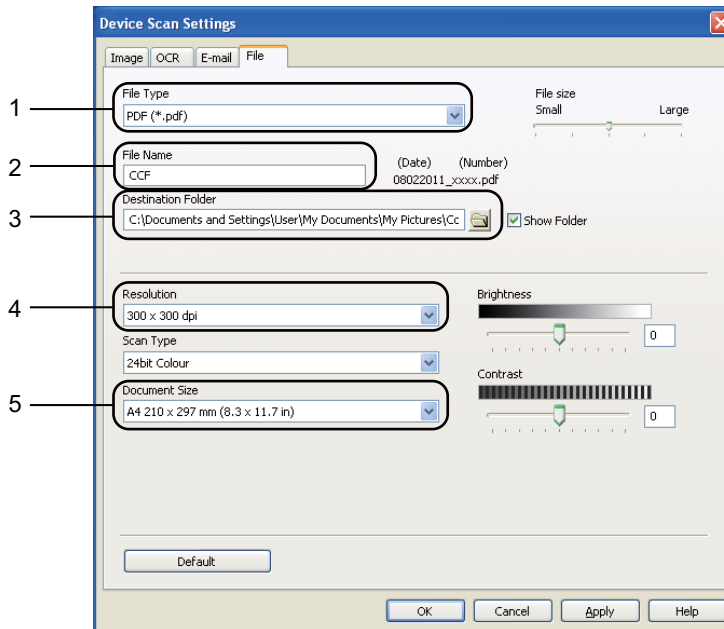 Device Scan Settings
Image OCR E-mail File
1
File Type
PDF (*.pdf)
File size
Small Large
2
File Name
CCF
(Date) (Number)
08022011_xxxx.pdf
3
Destination Folder
C:\Documents and Settings\User\My Documents\My Pictures\Cc
Show Folder
4
Resolution
300 x 300 dpi
Brightness
0
Scan Type
24bit Colour
Contrast
0
5
Document Size
A4 210 x 297 mm (8.3 x 11.7 in)
Default
OK Cancel Apply Help